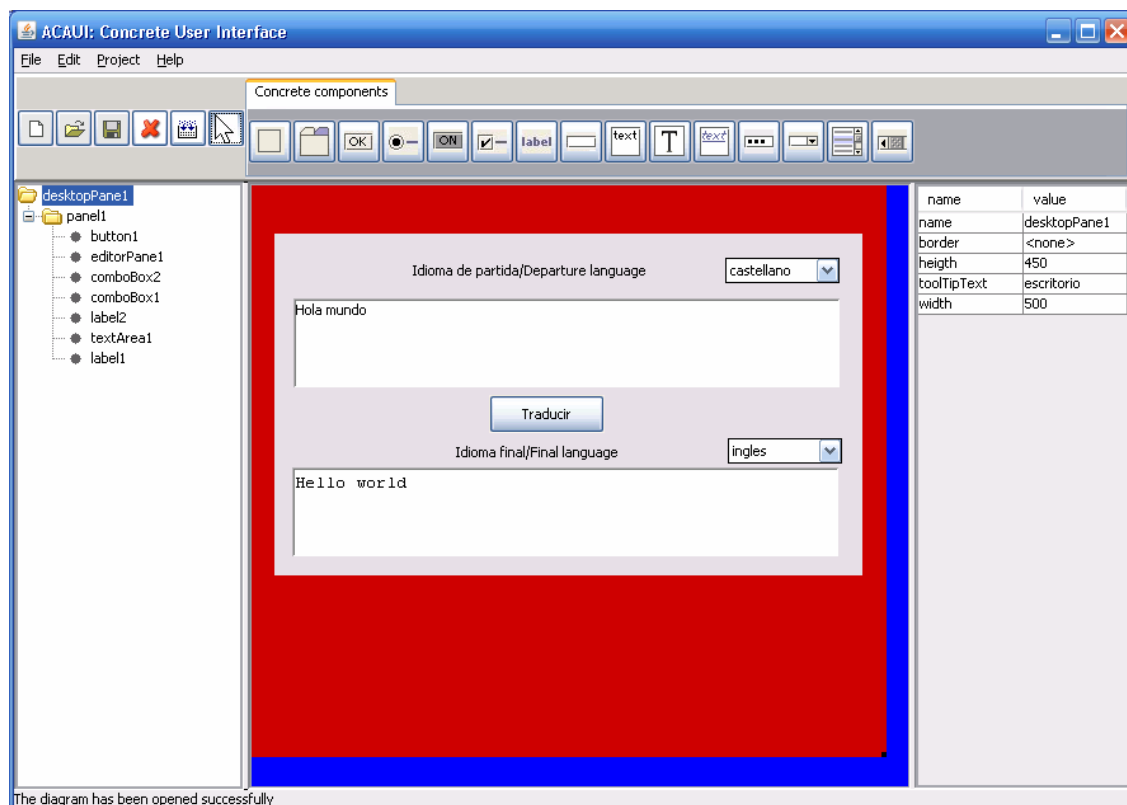 ACAUI: Concrete User Interface
File Edit Project Help
Concrete components
OK ON label text T text
desktopPane1
panel1
button1
editorPane1
comboBox2
comboBox1
label2
textArea1
label1
Idioma de partida/Departure language castellano
Hola mundo
Traducir
Idioma final/Final language ingles
Hello world
name value
name desktopPane1
border <none>
heigth 450
toolTipText escritorio
width 500
The diagram has been opened successfully